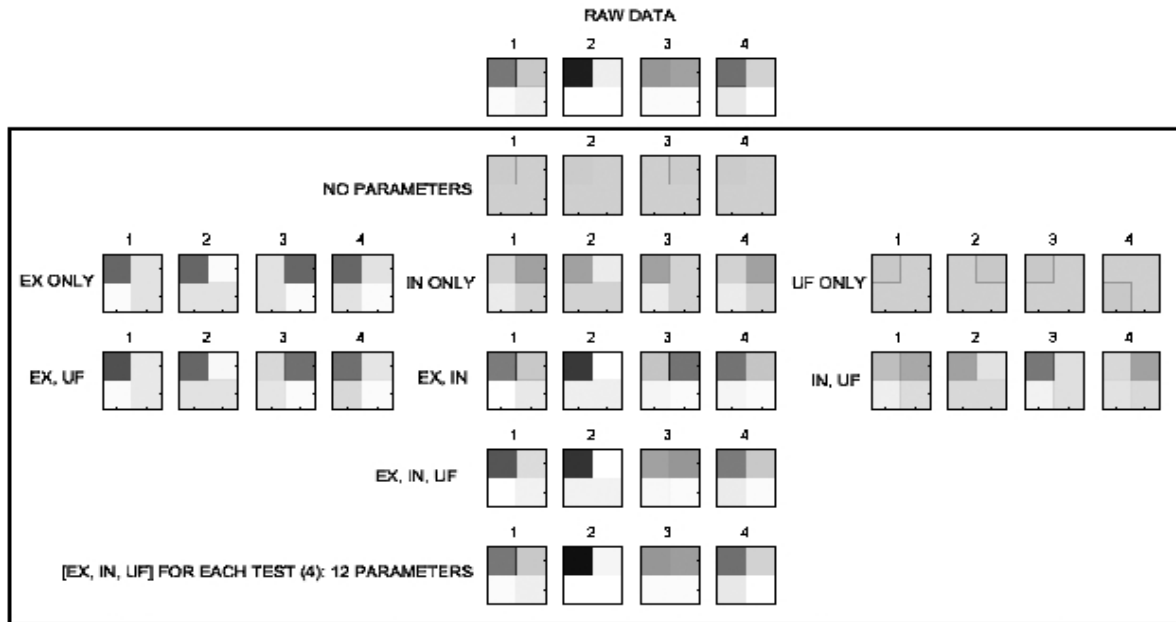 RAW DATA
1 2 3 4
1 2 3 4
NO PARAMETERS
1 2 3 4 1 2 3 4 1 2 3 4
EX ONLY IN ONLY UF ONLY
1 2 3 4 1 2 3 4 1 2 3 4
EX, UF EX, IN IN, UF
1 2 3 4
EX, IN, UF
1 2 3 4
[EX, IN, UF] FOR EACH TEST (4): 12 PARAMETERS